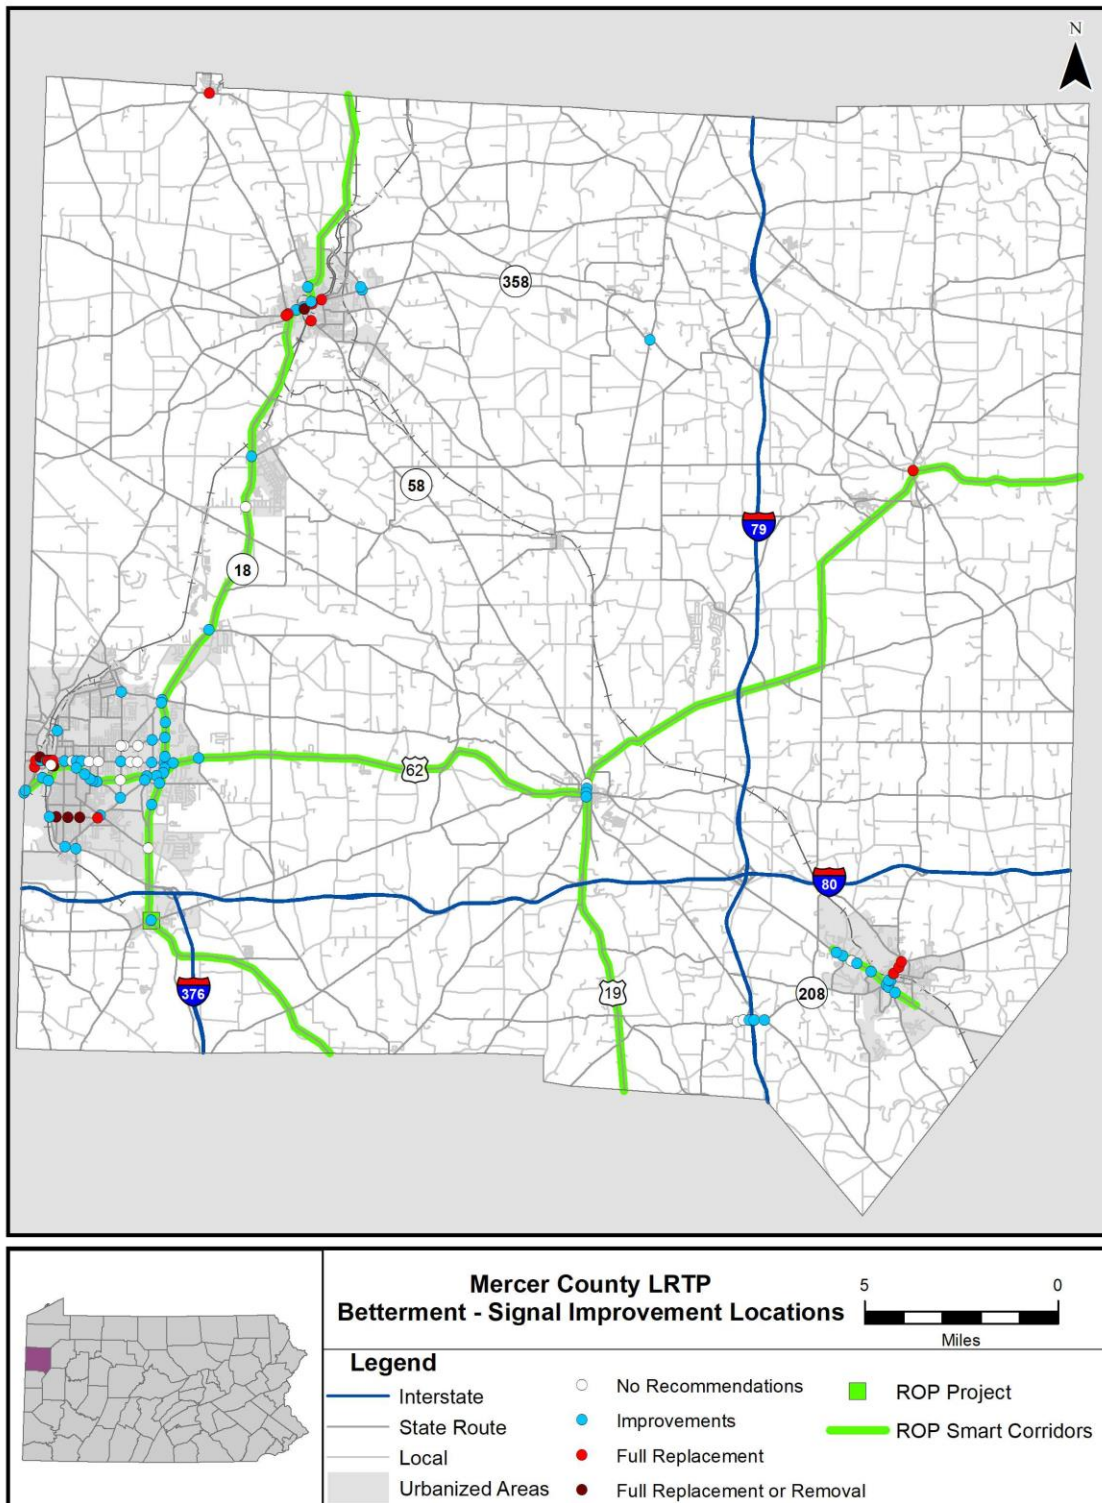 N
358
58
79
18
62
80
376
19
208
Mercer County LRTP
Betterment - Signal Improvement Locations
5 0
Miles
Legend
Interstate
State Route
Local
Urbanized Areas
No Recommendations
Improvements
Full Replacement
Full Replacement or Removal
ROP Project
ROP Smart Corridors